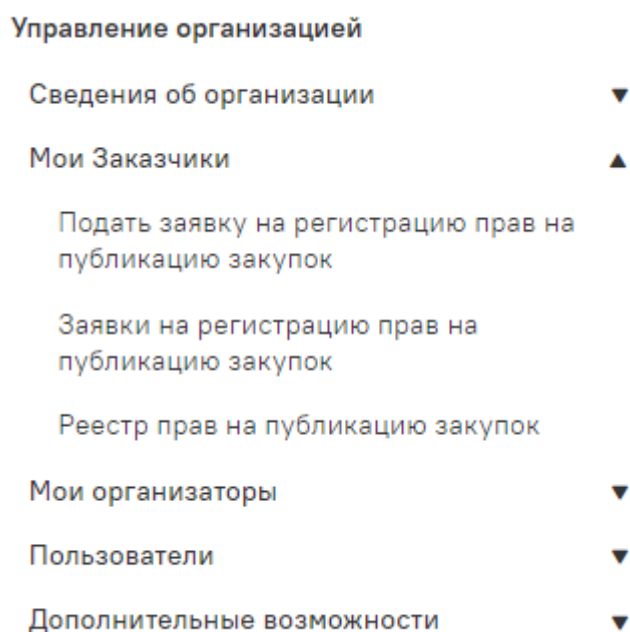 Управление организацией
Сведения об организации
Мои Заказчики
Подать заявку на регистрацию прав на
публикацию закупок
Заявки на регистрацию прав на
публикацию закупок
Реестр прав на публикацию закупок
Мои организаторы
Пользователи
Дополнительные возможности